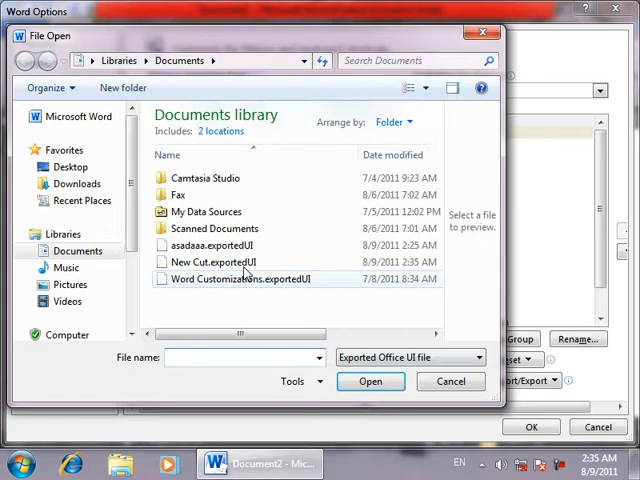 Word Options
File Open
Libraries
Documents
Search Documents
Organize
New folder
Microsoft Word
Favorites
Desktop
Downloads
Recent Places
Libraries
Documents
Music
Pictures
Videos
Computer
Documents library
Includes: 2 locations
Arrange by: Folder
Name
Date modified
Camtasia Studio 7/4/2011 9:23 AM
Fax 8/6/2011 7:02 AM
My Data Sources 7/5/2011 12:02 PM
Scanned Documents 8/6/2011 7:01 AM
asadaaa.exportedUI 8/9/2011 2:25 AM
New Cut.exportedUI 8/9/2011 2:35 AM
Word Customizations.exportedUI 7/8/2011 8:34 AM
Select a file
to preview.
File name:
Exported Office UI file
Tools
Open
Cancel
Group
Rename...
set
ort/Export
OK
Cancel
Document2 - Mic...
EN
2:35 AM
8/9/2011